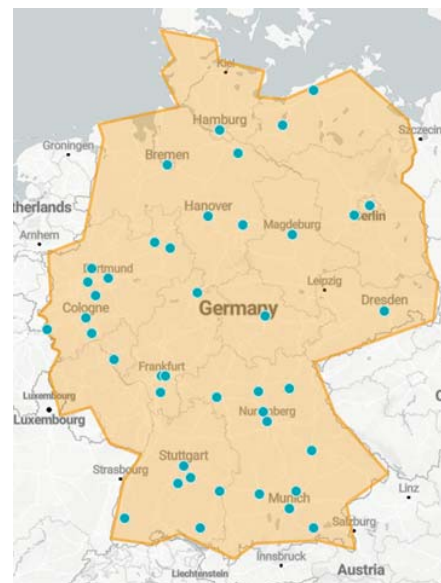 Kiel
Hamburg
Szczecin
Groningen
Bremen
therlands
Hanover
Berlin
Arnhem
Magdeburg
Dortmund
Leipzig
Cologne
Germany
Dresden
Frankfurt
Luxembourg
Luxembourg
Nuremberg
Stuttgart
Strasbourg
Linz
Munich
Salzburg
Innsbruck
Liechtenstein
Austria